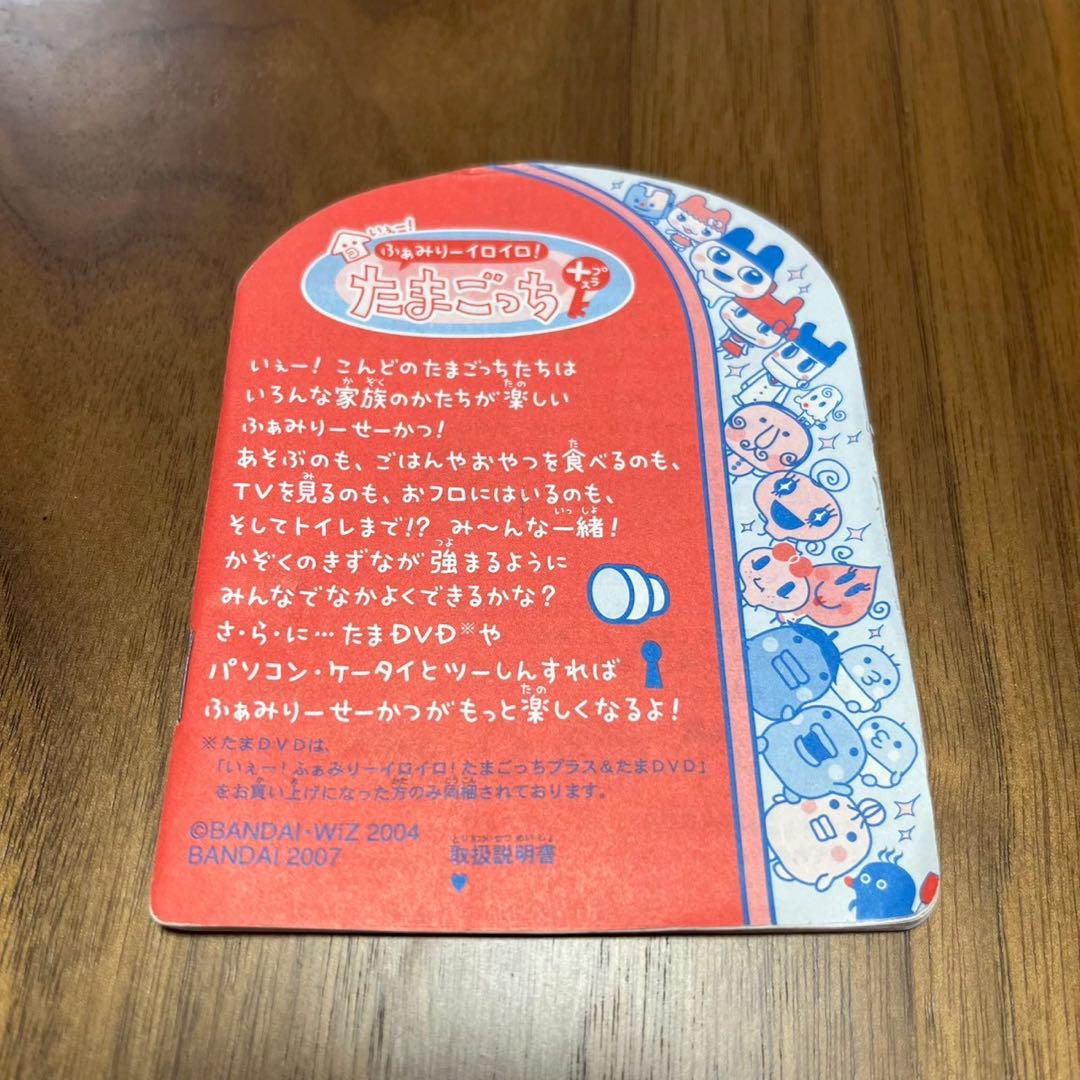 いぇー!
ふぁみりーイロイロ!
たまごっち
+プラス
いぇー! こんどのたまごっちたちは
いろんな家族のかたちが楽しい
ふぁみりーせーかつ!
あそぶのも、ごはんやおやつを食べるのも、
TVを見るのも、おフロにはいるのも、
そしてトイレまで!? み〜んな一緒!
かぞくのきずなが強まるように
みんなでなかよくできるかな?
さ・ら・に…たまDVD※や
パソコン・ケータイとツーしんすれば
ふぁみりーせーかつがもっと楽しくなるよ!
※たまDVDは、
「いぇー!ふぁみりーイロイロ!たまごっちプラス&たまDVD」
をお買い上げになった方のみ同梱されております。
©BANDAI・WiZ 2004
BANDAI 2007
取扱説明書